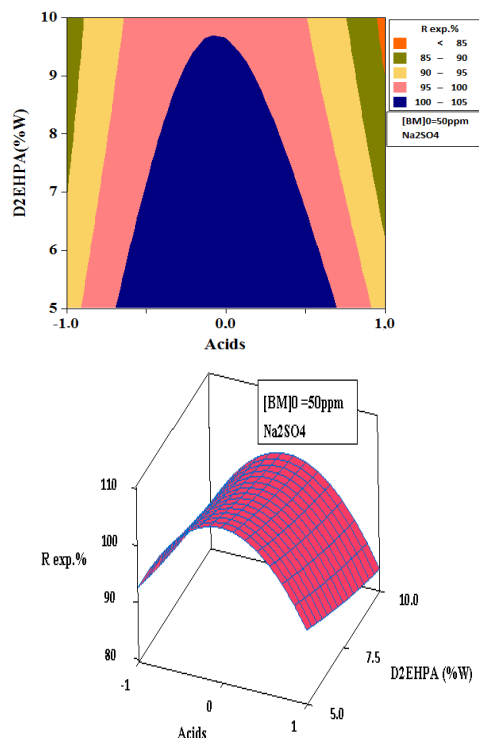 10
9
8
7
6
5
D2EHPA(%W)
-1.0
0.0
1.0
Acids
R exp.%
< 85
85 – 90
90 – 95
95 – 100
100 – 105
[BM]0=50ppm
Na2SO4
[BM]0 =50ppm
Na2SO4
110
100
90
80
R exp.%
-1
0
1
Acids
5.0
7.5
10.0
D2EHPA (%W)